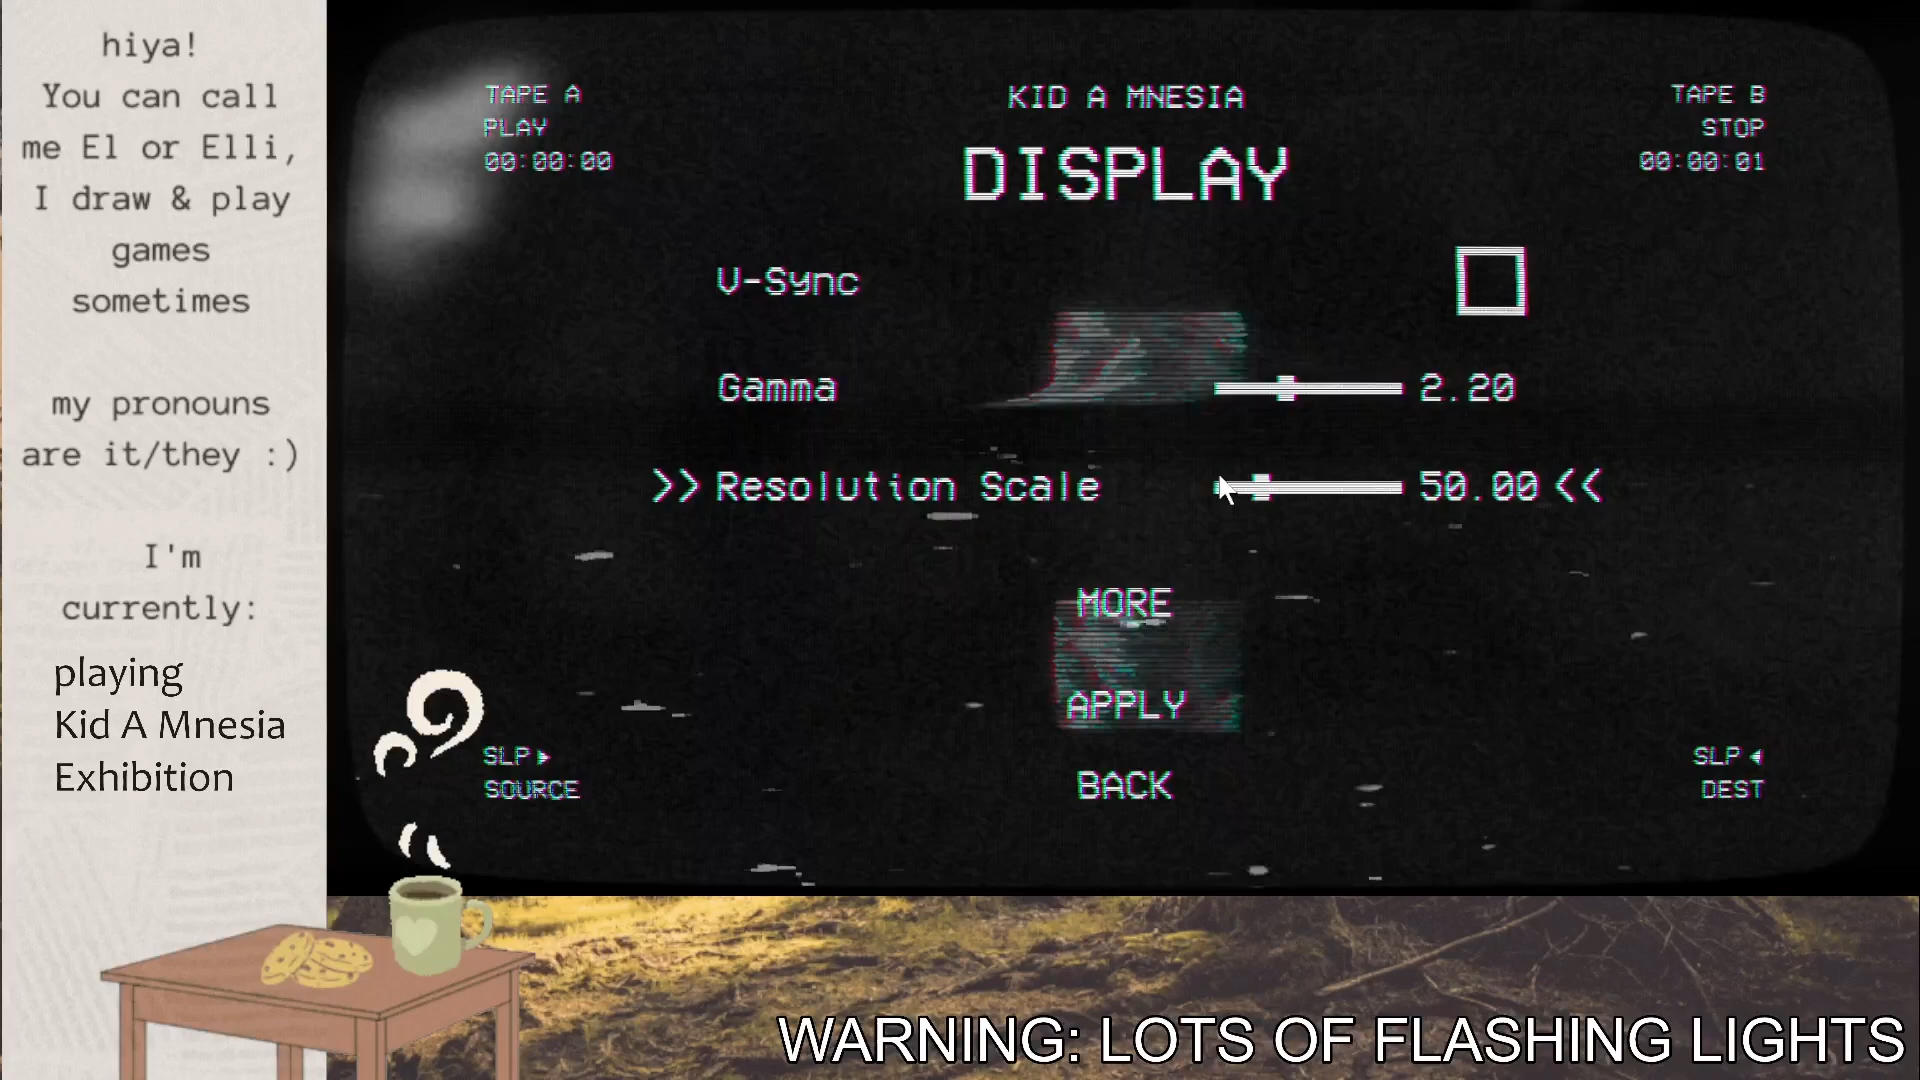 hiya!
You can call
me El or Elli,
I draw & play
games
sometimes
my pronouns
are it/they :)
I'm
currently:
playing
Kid A Mnesia
Exhibition
TAPE A
PLAY
00:00:00
KID A MNESIA
DISPLAY
TAPE B
STOP
00:00:01
V-Sync
Gamma 2.20
>> Resolution Scale 50.00 <<
MORE
APPLY
BACK
SLP
SOURCE
SLP
DEST
WARNING: LOTS OF FLASHING LIGHTS